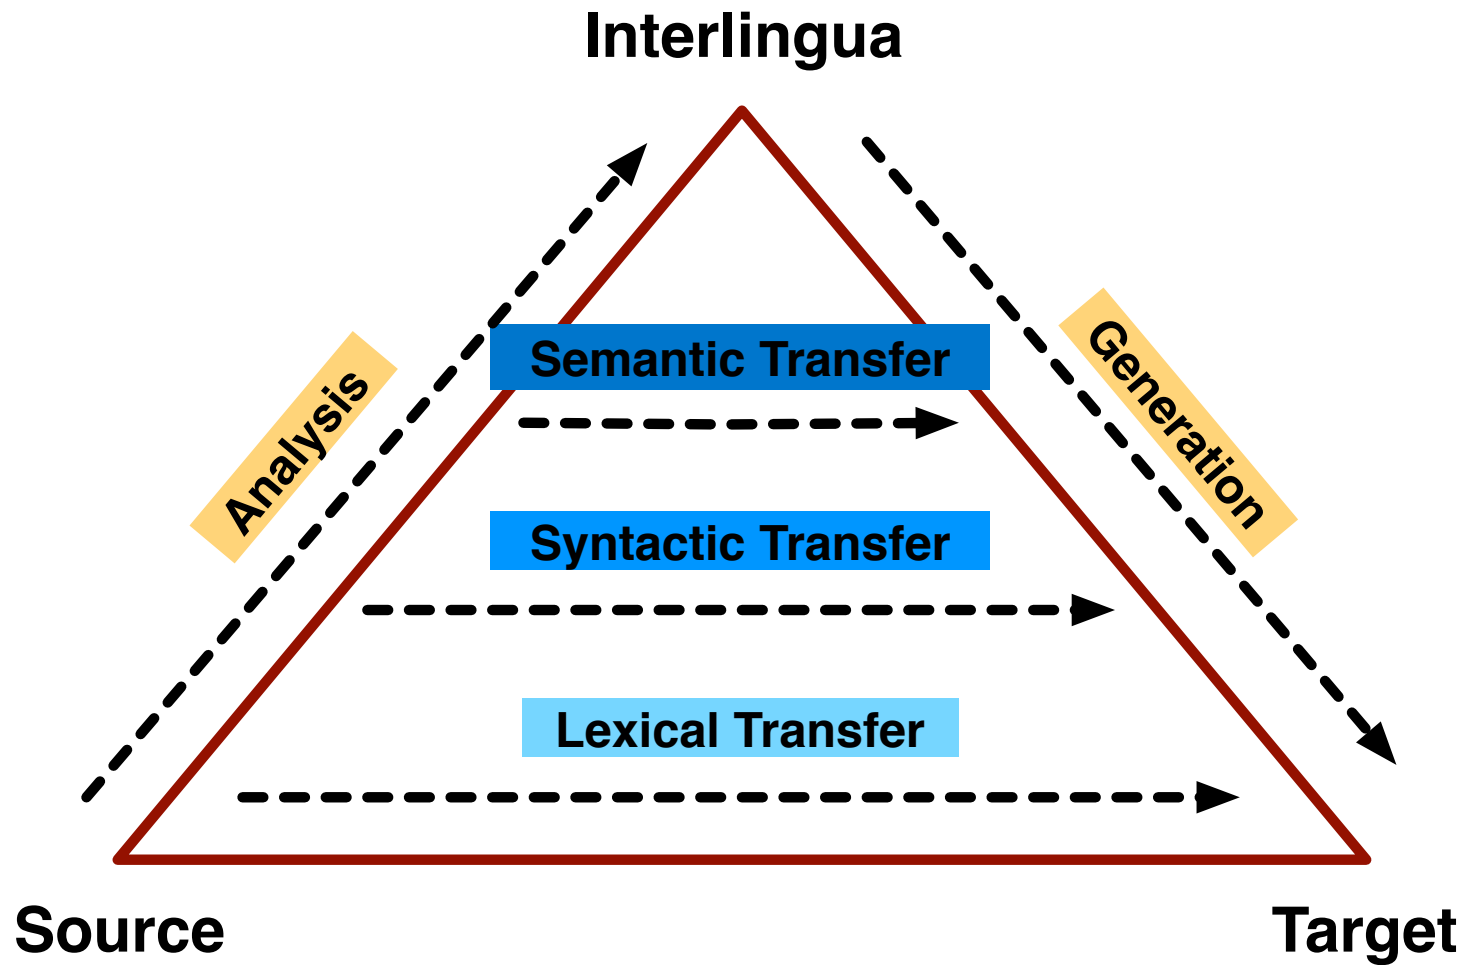 Interlingua
Analysis
Generation
Semantic Transfer
Syntactic Transfer
Lexical Transfer
Source
Target